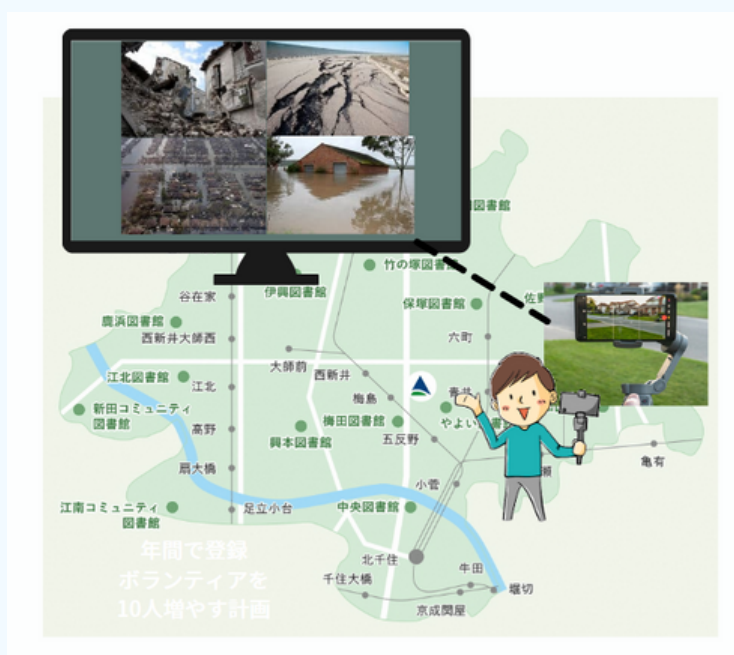 図書館
竹の塚図書館
谷在家
伊興図書館
保塚図書館
鹿浜図書館
西新井大師西
六町
大師前
西新井
江北図書館
江北
梅島
新田コミュニティ
図書館
高野
興本図書館
梅田図書館
五反野
やよい
扇大橋
小菅
亀有
江南コミュニティ
図書館
足立小台
中央図書館
年間で登録
ボランティアを
10人増やす計画
北千住
千住大橋
牛田
堀切
京成関屋